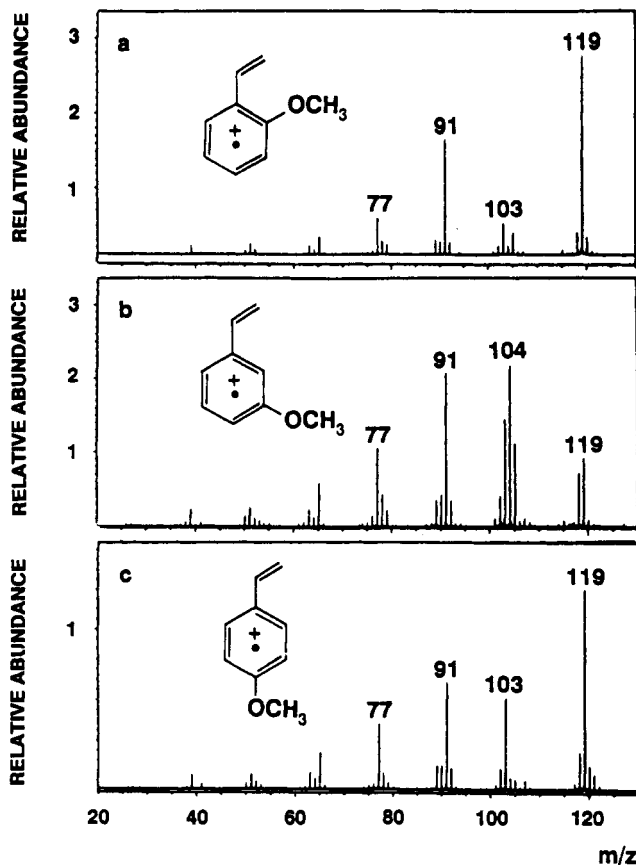 RELATIVE ABUNDANCE
3
2
1
a
OCH3
77
91
103
119
RELATIVE ABUNDANCE
3
2
1
b
+
•
OCH3
77
91
104
119
RELATIVE ABUNDANCE
1
c
+
•
OCH3
77
91
103
119
20 40 60 80 100 120
m/z